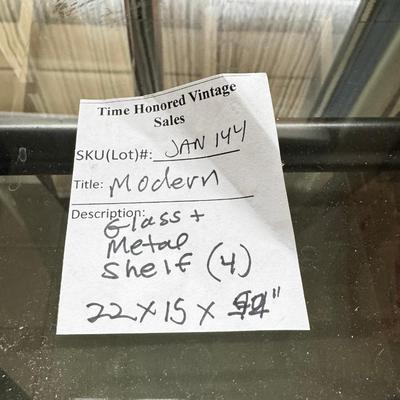 Time Honored Vintage
Sales
SKU(Lot)#: JAN 144
Title: Modern
Description:
Glass +
Metal
Shelf (4)
22 x 15 x